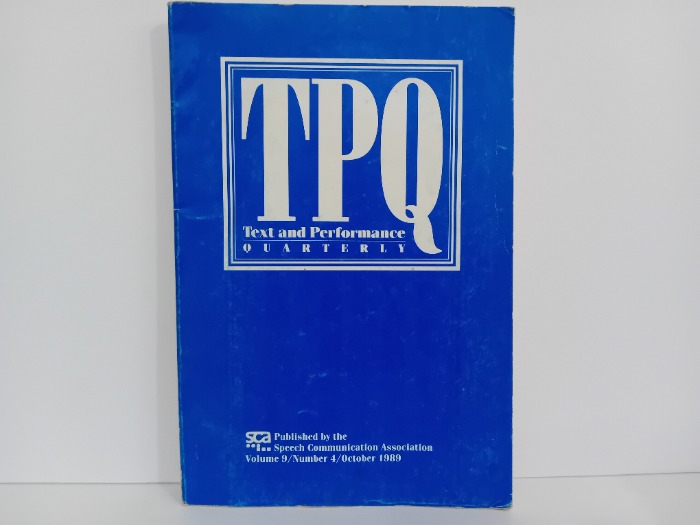 TPQ
Text and Performance
QUARTERLY
sca Published by the
Speech Communication Association
Volume 9/Number 4/October 1989